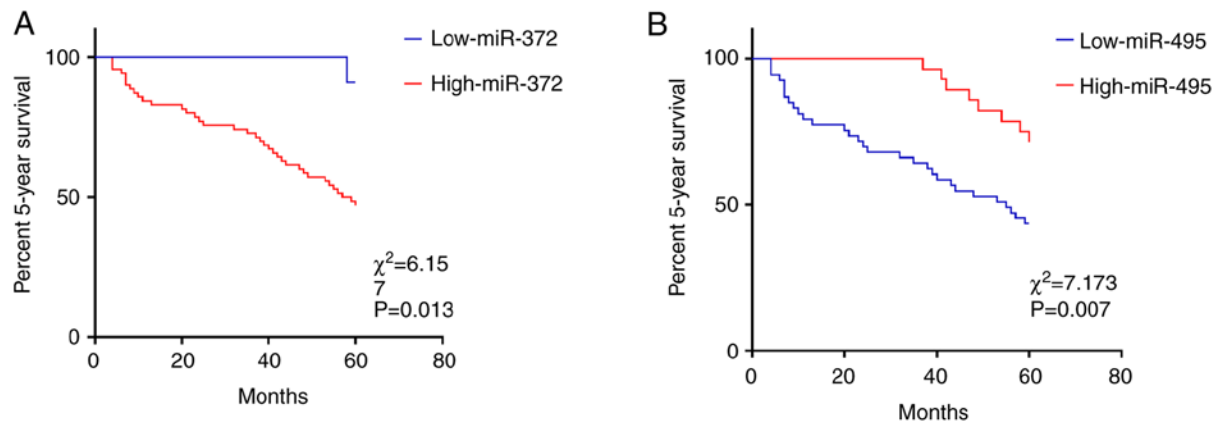 A
Low-miR-372
High-miR-372
100
50
0
Percent 5-year survival
χ²=6.15
7
P=0.013
0 20 40 60 80
Months
B
Low-miR-495
High-miR-495
100
50
0
Percent 5-year survival
χ²=7.173
P=0.007
0 20 40 60 80
Months